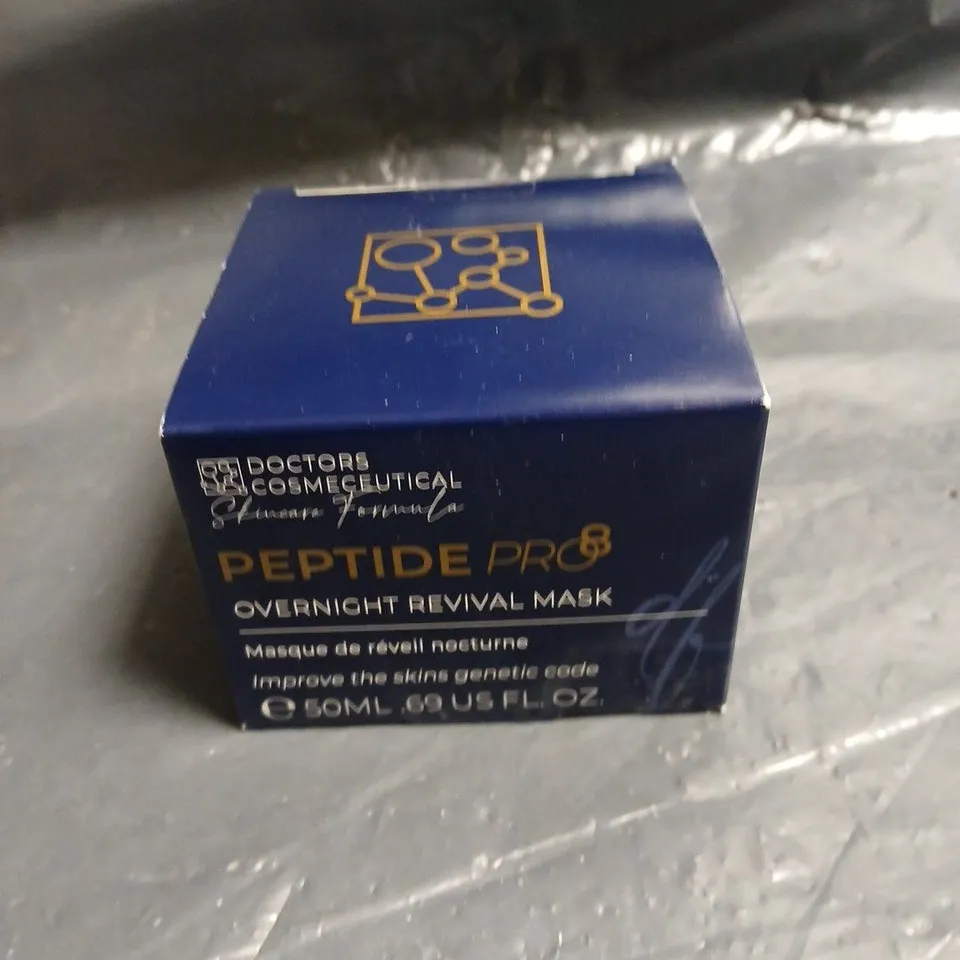 DOCTORS
COSMECEUTICAL
Skincare Formula
PEPTIDE PRO8
OVERNIGHT REVIVAL MASK
Masque de réveil nocturne
Improve the skins genetic code
e 50ML .69 US FL. OZ.